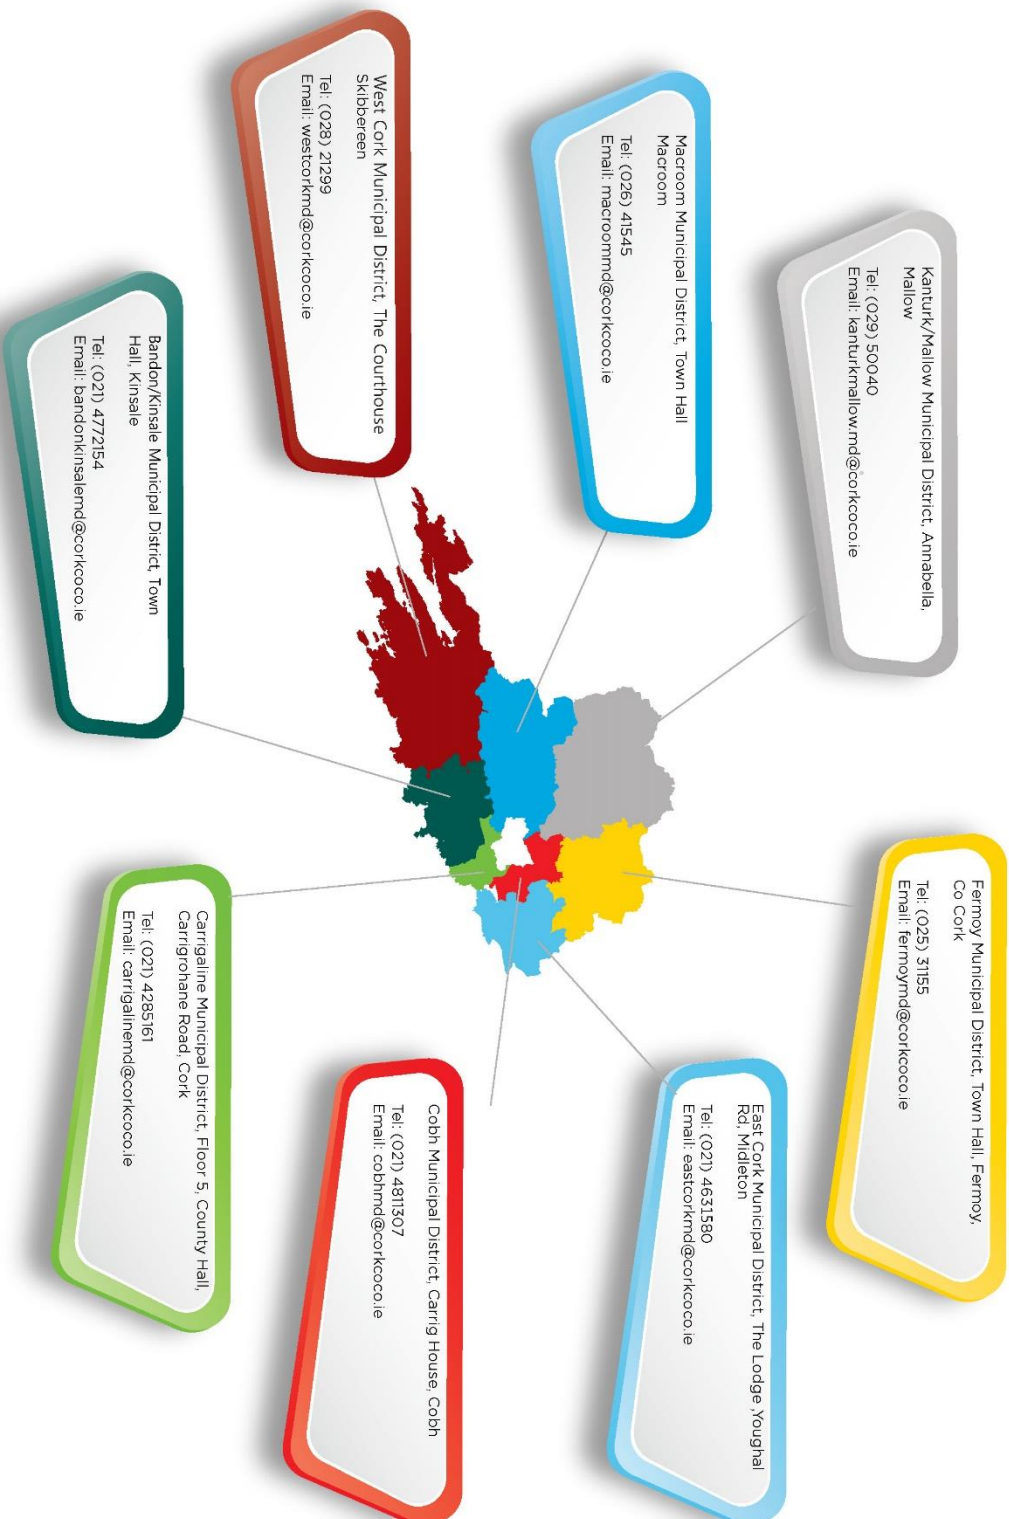 Kanturk/Mallow Municipal District, Annabella,
Mallow
Tel: (029) 50040
Email: kanturkmallow.md@corkcoco.ie
Fermoy Municipal District, Town Hall, Fermoy,
Co Cork
Tel: (025) 31155
Email: fermoymd@corkcoco.ie
Macroom Municipal District, Town Hall
Macroom
Tel: (026) 41545
Email: macroommd@corkcoco.ie
East Cork Municipal District, The Lodge ,Youghal
Rd, Midleton
Tel: (021) 4631580
Email: eastcorkmd@corkcoco.ie
West Cork Municipal District, The Courthouse
Skibbereen
Tel: (028) 21299
Email: westcorkmd@corkcoco.ie
Cobh Municipal District, Carrig House, Cobh
Tel: (021) 4811307
Email: cobhmd@corkcoco.ie
Bandon/Kinsale Municipal District, Town
Hall, Kinsale
Tel: (021) 4772154
Email: bandonkinsalemd@corkcoco.ie
Carrigaline Municipal District, Floor 5, County Hall,
Carrigrohane Road, Cork
Tel: (021) 4285161
Email: carrigalinemd@corkcoco.ie